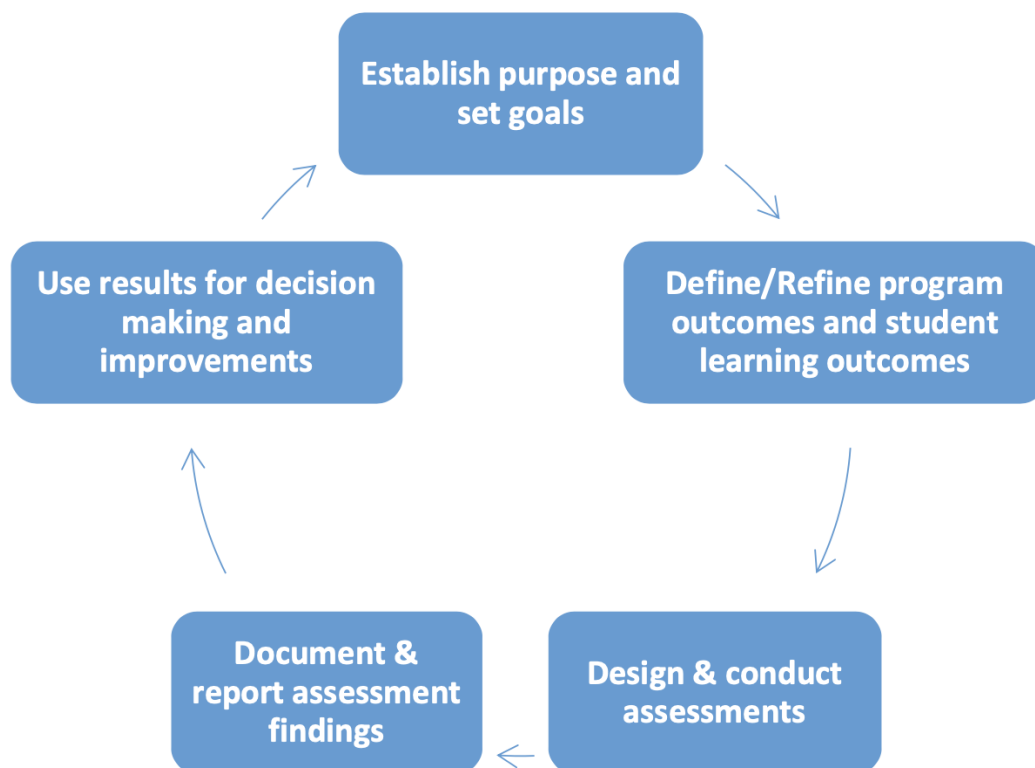 Establish purpose and
set goals
Define/Refine program
outcomes and student
learning outcomes
Design & conduct
assessments
Document &
report assessment
findings
Use results for decision
making and
improvements